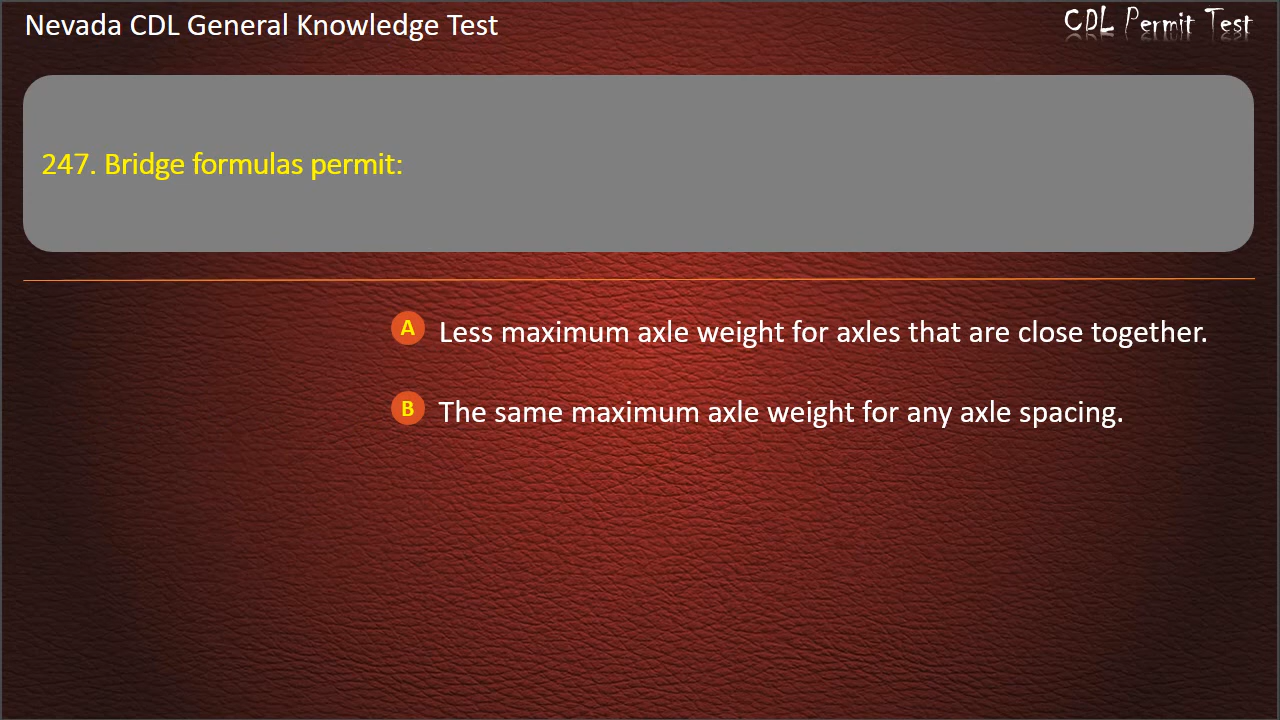 Nevada CDL General Knowledge Test
CDL Permit Test
247. Bridge formulas permit:
A Less maximum axle weight for axles that are close together.
B The same maximum axle weight for any axle spacing.